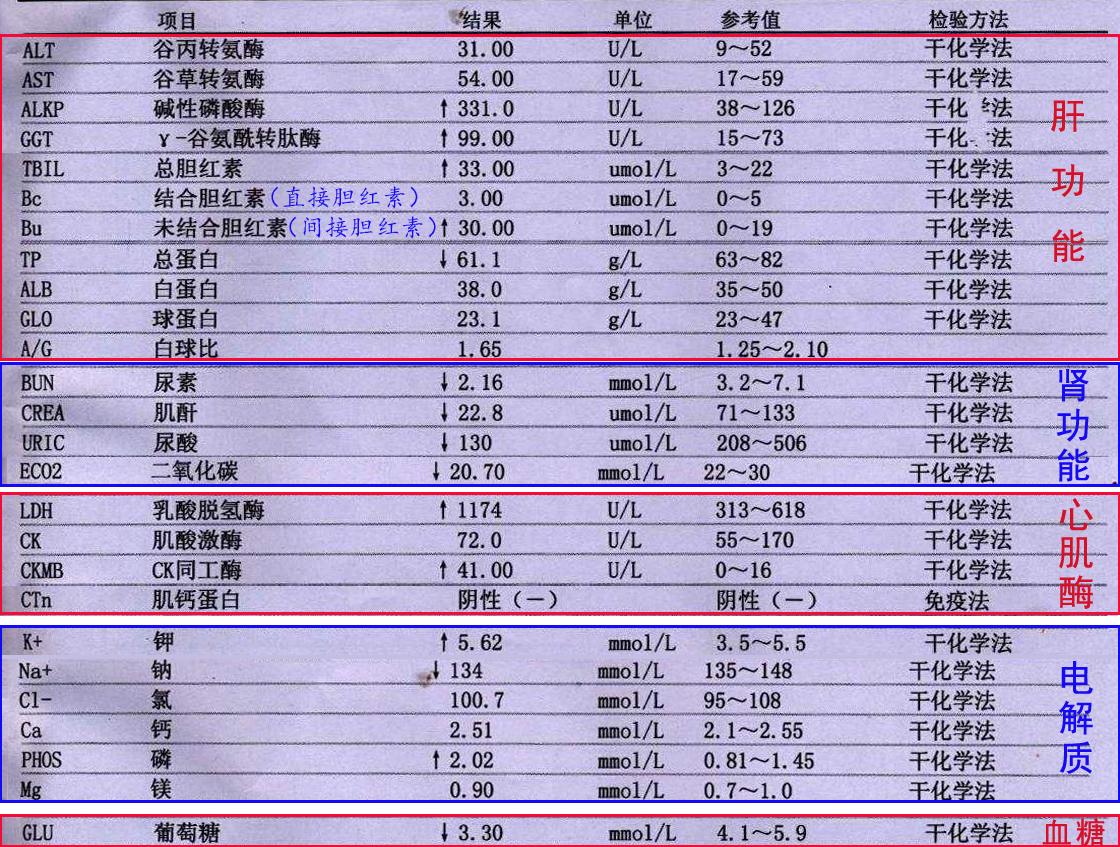 项目 结果 单位 参考值 检验方法
ALT 谷丙转氨酶 31.00 U/L 9～52 干化学法
AST 谷草转氨酶 54.00 U/L 17～59 干化学法
ALKP 碱性磷酸酶 ↑331.0 U/L 38～126 干化学法
GGT γ-谷氨酰转肽酶 ↑99.00 U/L 15～73 干化学法
TBIL 总胆红素 ↑33.00 umol/L 3～22 干化学法
Bc 结合胆红素(直接胆红素) 3.00 umol/L 0～5 干化学法
Bu 未结合胆红素(间接胆红素) ↑30.00 umol/L 0～19 干化学法
TP 总蛋白 ↓61.1 g/L 63～82 干化学法
ALB 白蛋白 38.0 g/L 35～50 干化学法
GLO 球蛋白 23.1 g/L 23～47 干化学法
A/G 白球比 1.65 1.25～2.10
肝功能
BUN 尿素 ↓2.16 mmol/L 3.2～7.1 干化学法
CREA 肌酐 ↓22.8 umol/L 71～133 干化学法
URIC 尿酸 ↓130 umol/L 208～506 干化学法
ECO2 二氧化碳 ↓20.70 mmol/L 22～30 干化学法
肾功能
LDH 乳酸脱氢酶 ↑1174 U/L 313～618 干化学法
CK 肌酸激酶 72.0 U/L 55～170 干化学法
CKMB CK同工酶 ↑41.00 U/L 0～16 干化学法
CTn 肌钙蛋白 阴性（－） 阴性（－） 免疫法
心肌酶
K+ 钾 ↑5.62 mmol/L 3.5～5.5 干化学法
Na+ 钠 ↓134 mmol/L 135～148 干化学法
Cl- 氯 100.7 mmol/L 95～108 干化学法
Ca 钙 2.51 mmol/L 2.1～2.55 干化学法
PHOS 磷 ↑2.02 mmol/L 0.81～1.45 干化学法
Mg 镁 0.90 mmol/L 0.7～1.0 干化学法
电解质
GLU 葡萄糖 ↓3.30 mmol/L 4.1～5.9 干化学法
血糖